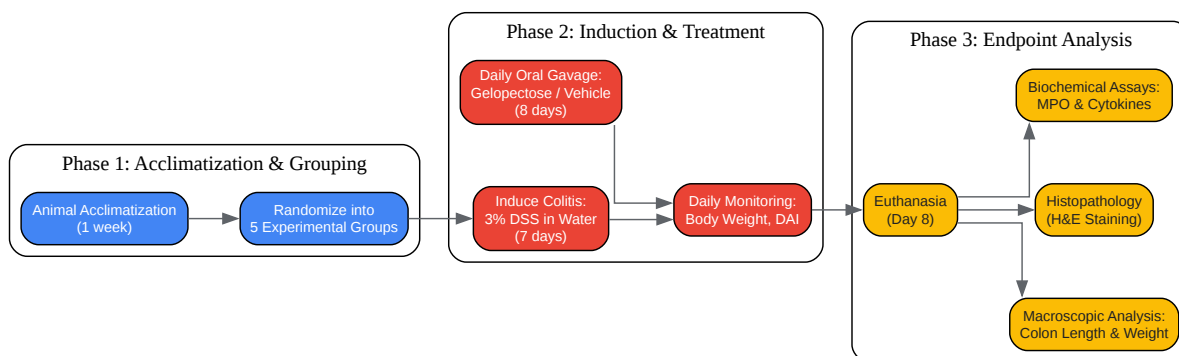 Phase 1: Acclimatization & Grouping
Animal Acclimatization
(1 week)
Randomize into
5 Experimental Groups
Phase 2: Induction & Treatment
Daily Oral Gavage:
Gelopectose / Vehicle
(8 days)
Induce Colitis:
3% DSS in Water
(7 days)
Daily Monitoring:
Body Weight, DAI
Phase 3: Endpoint Analysis
Euthanasia
(Day 8)
Biochemical Assays:
MPO & Cytokines
Histopathology
(H&E Staining)
Macroscopic Analysis:
Colon Length & Weight